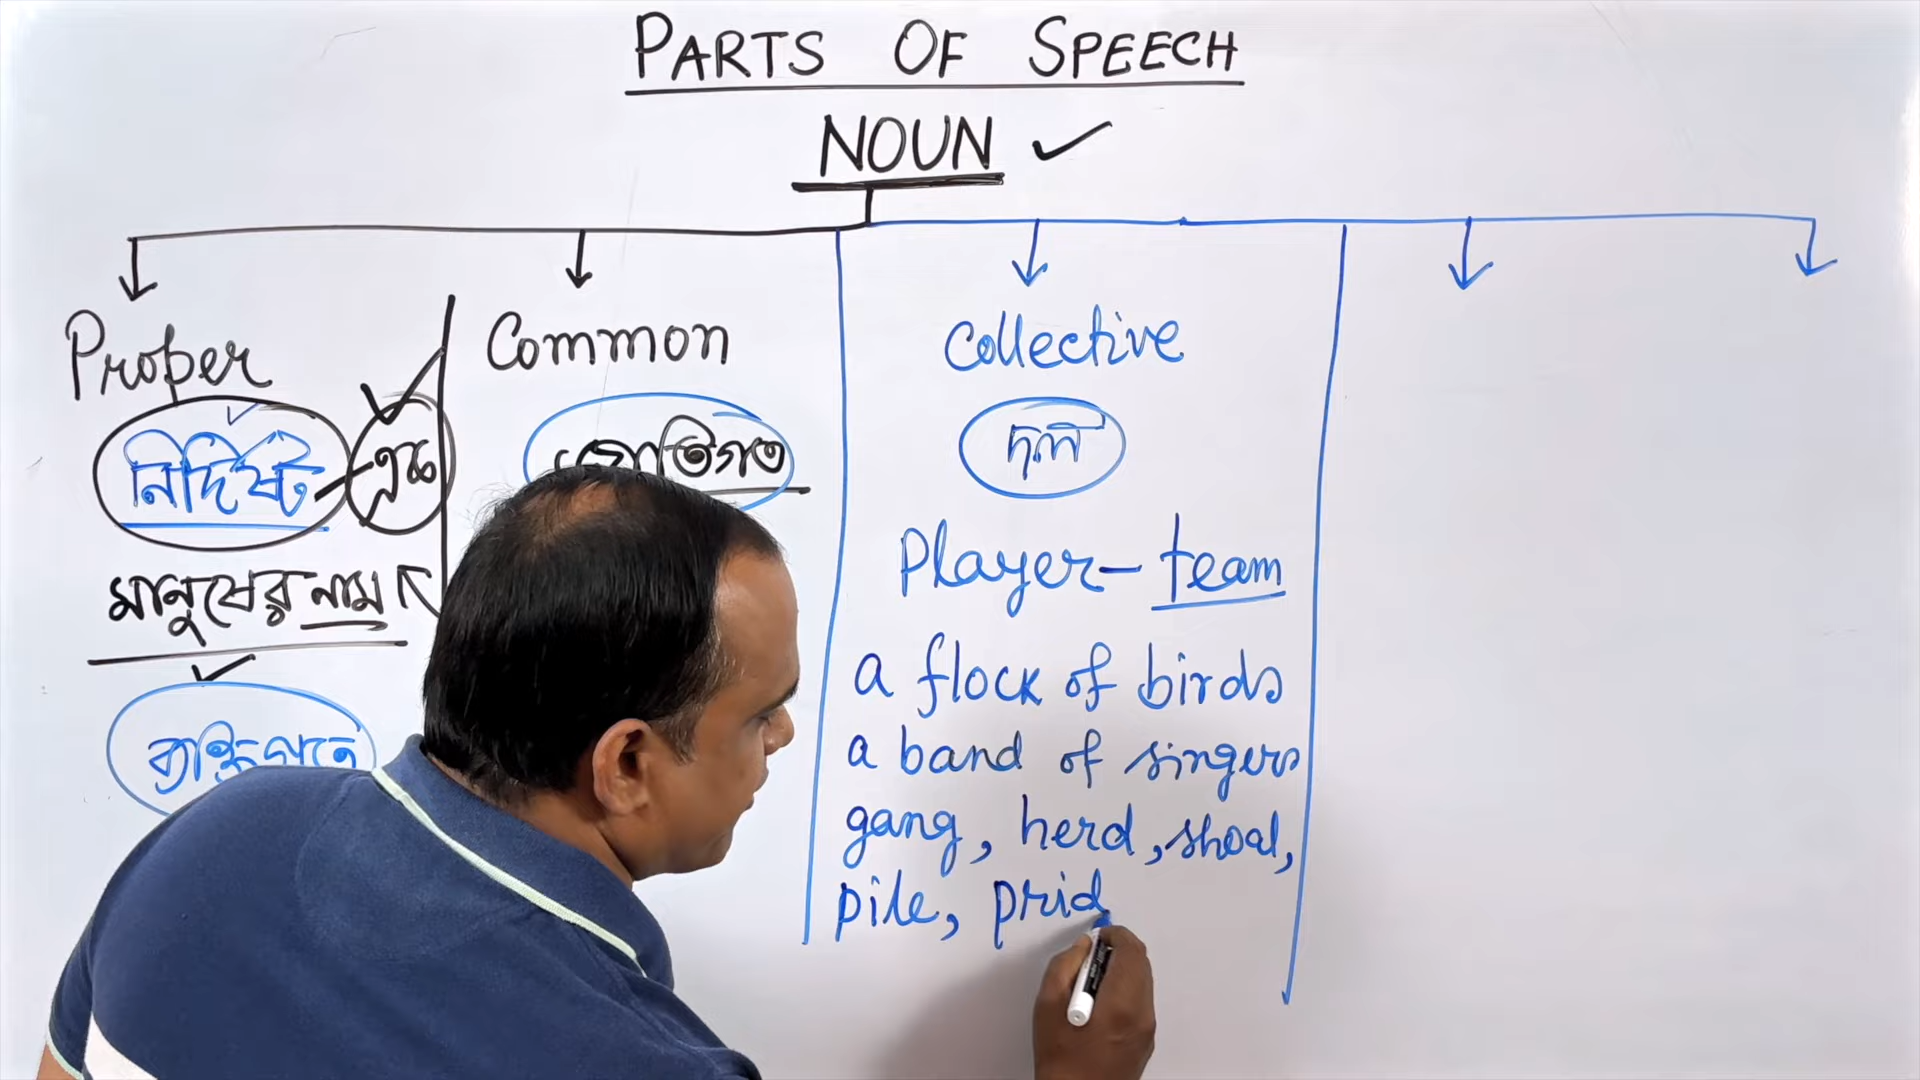 PARTS OF SPEECH
NOUN
Proper
নির্দিষ্ট
মানুষের নাম
Common
জাতিগত
Collective
দল
Player - team
a flock of birds
a band of singers
gang, herd, shoal,
pile, prid